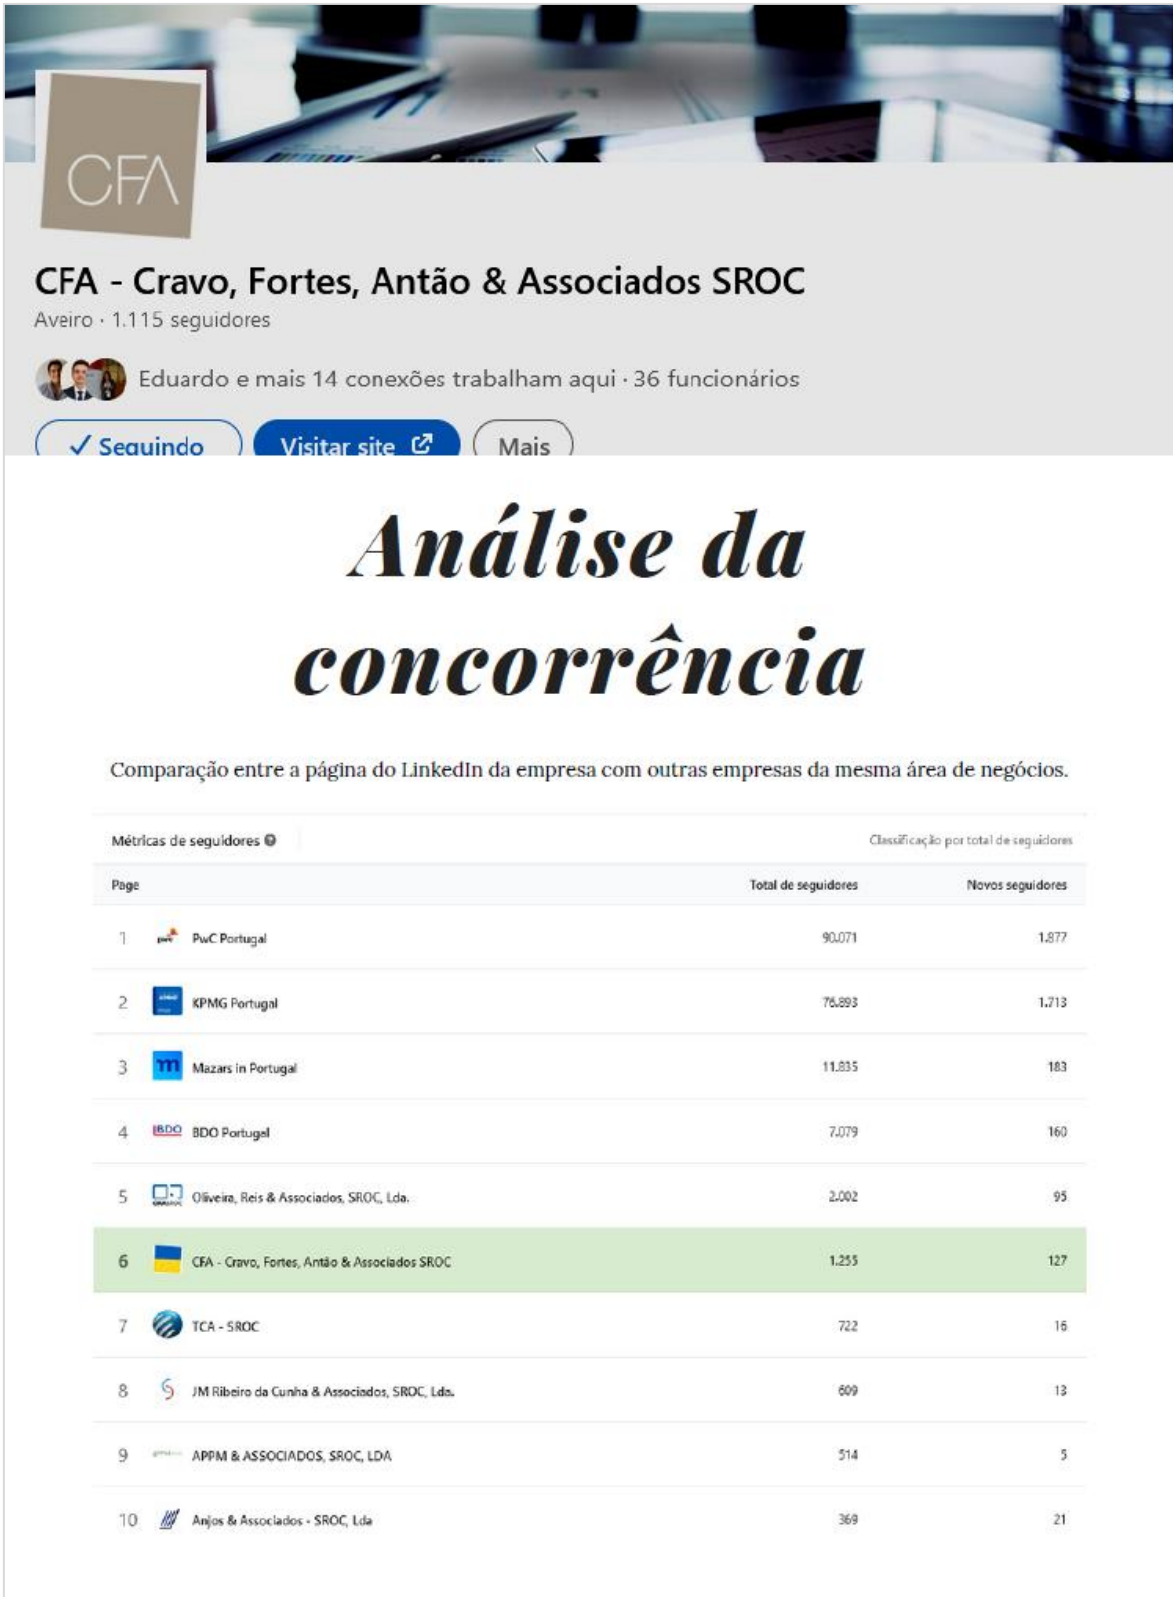 CFA
CFA - Cravo, Fortes, Antão & Associados SROC
Aveiro · 1.115 seguidores
Eduardo e mais 14 conexões trabalham aqui · 36 funcionários
Seguindo Visitar site Mais
Análise da
concorrência
Comparação entre a página do LinkedIn da empresa com outras empresas da mesma área de negócios.
Métricas de seguidores Classificação por total de seguidores
Page Total de seguidores Novos seguidores
1 pwc PwC Portugal 90.071 1.877
2 KPMG KPMG Portugal 76.893 1.713
3 m Mazars in Portugal 11.835 183
4 BDO BDO Portugal 7.079 160
5 Oliveira, Reis & Associados, SROC, Lda. 2.002 95
6 CFA - Cravo, Fortes, Antão & Associados SROC 1.255 127
7 TCA - SROC 722 16
8 JM Ribeiro da Cunha & Associados, SROC, Lda. 609 13
9 APPM & ASSOCIADOS, SROC, LDA 514 5
10 Anjos & Associados - SROC, Lda 369 21